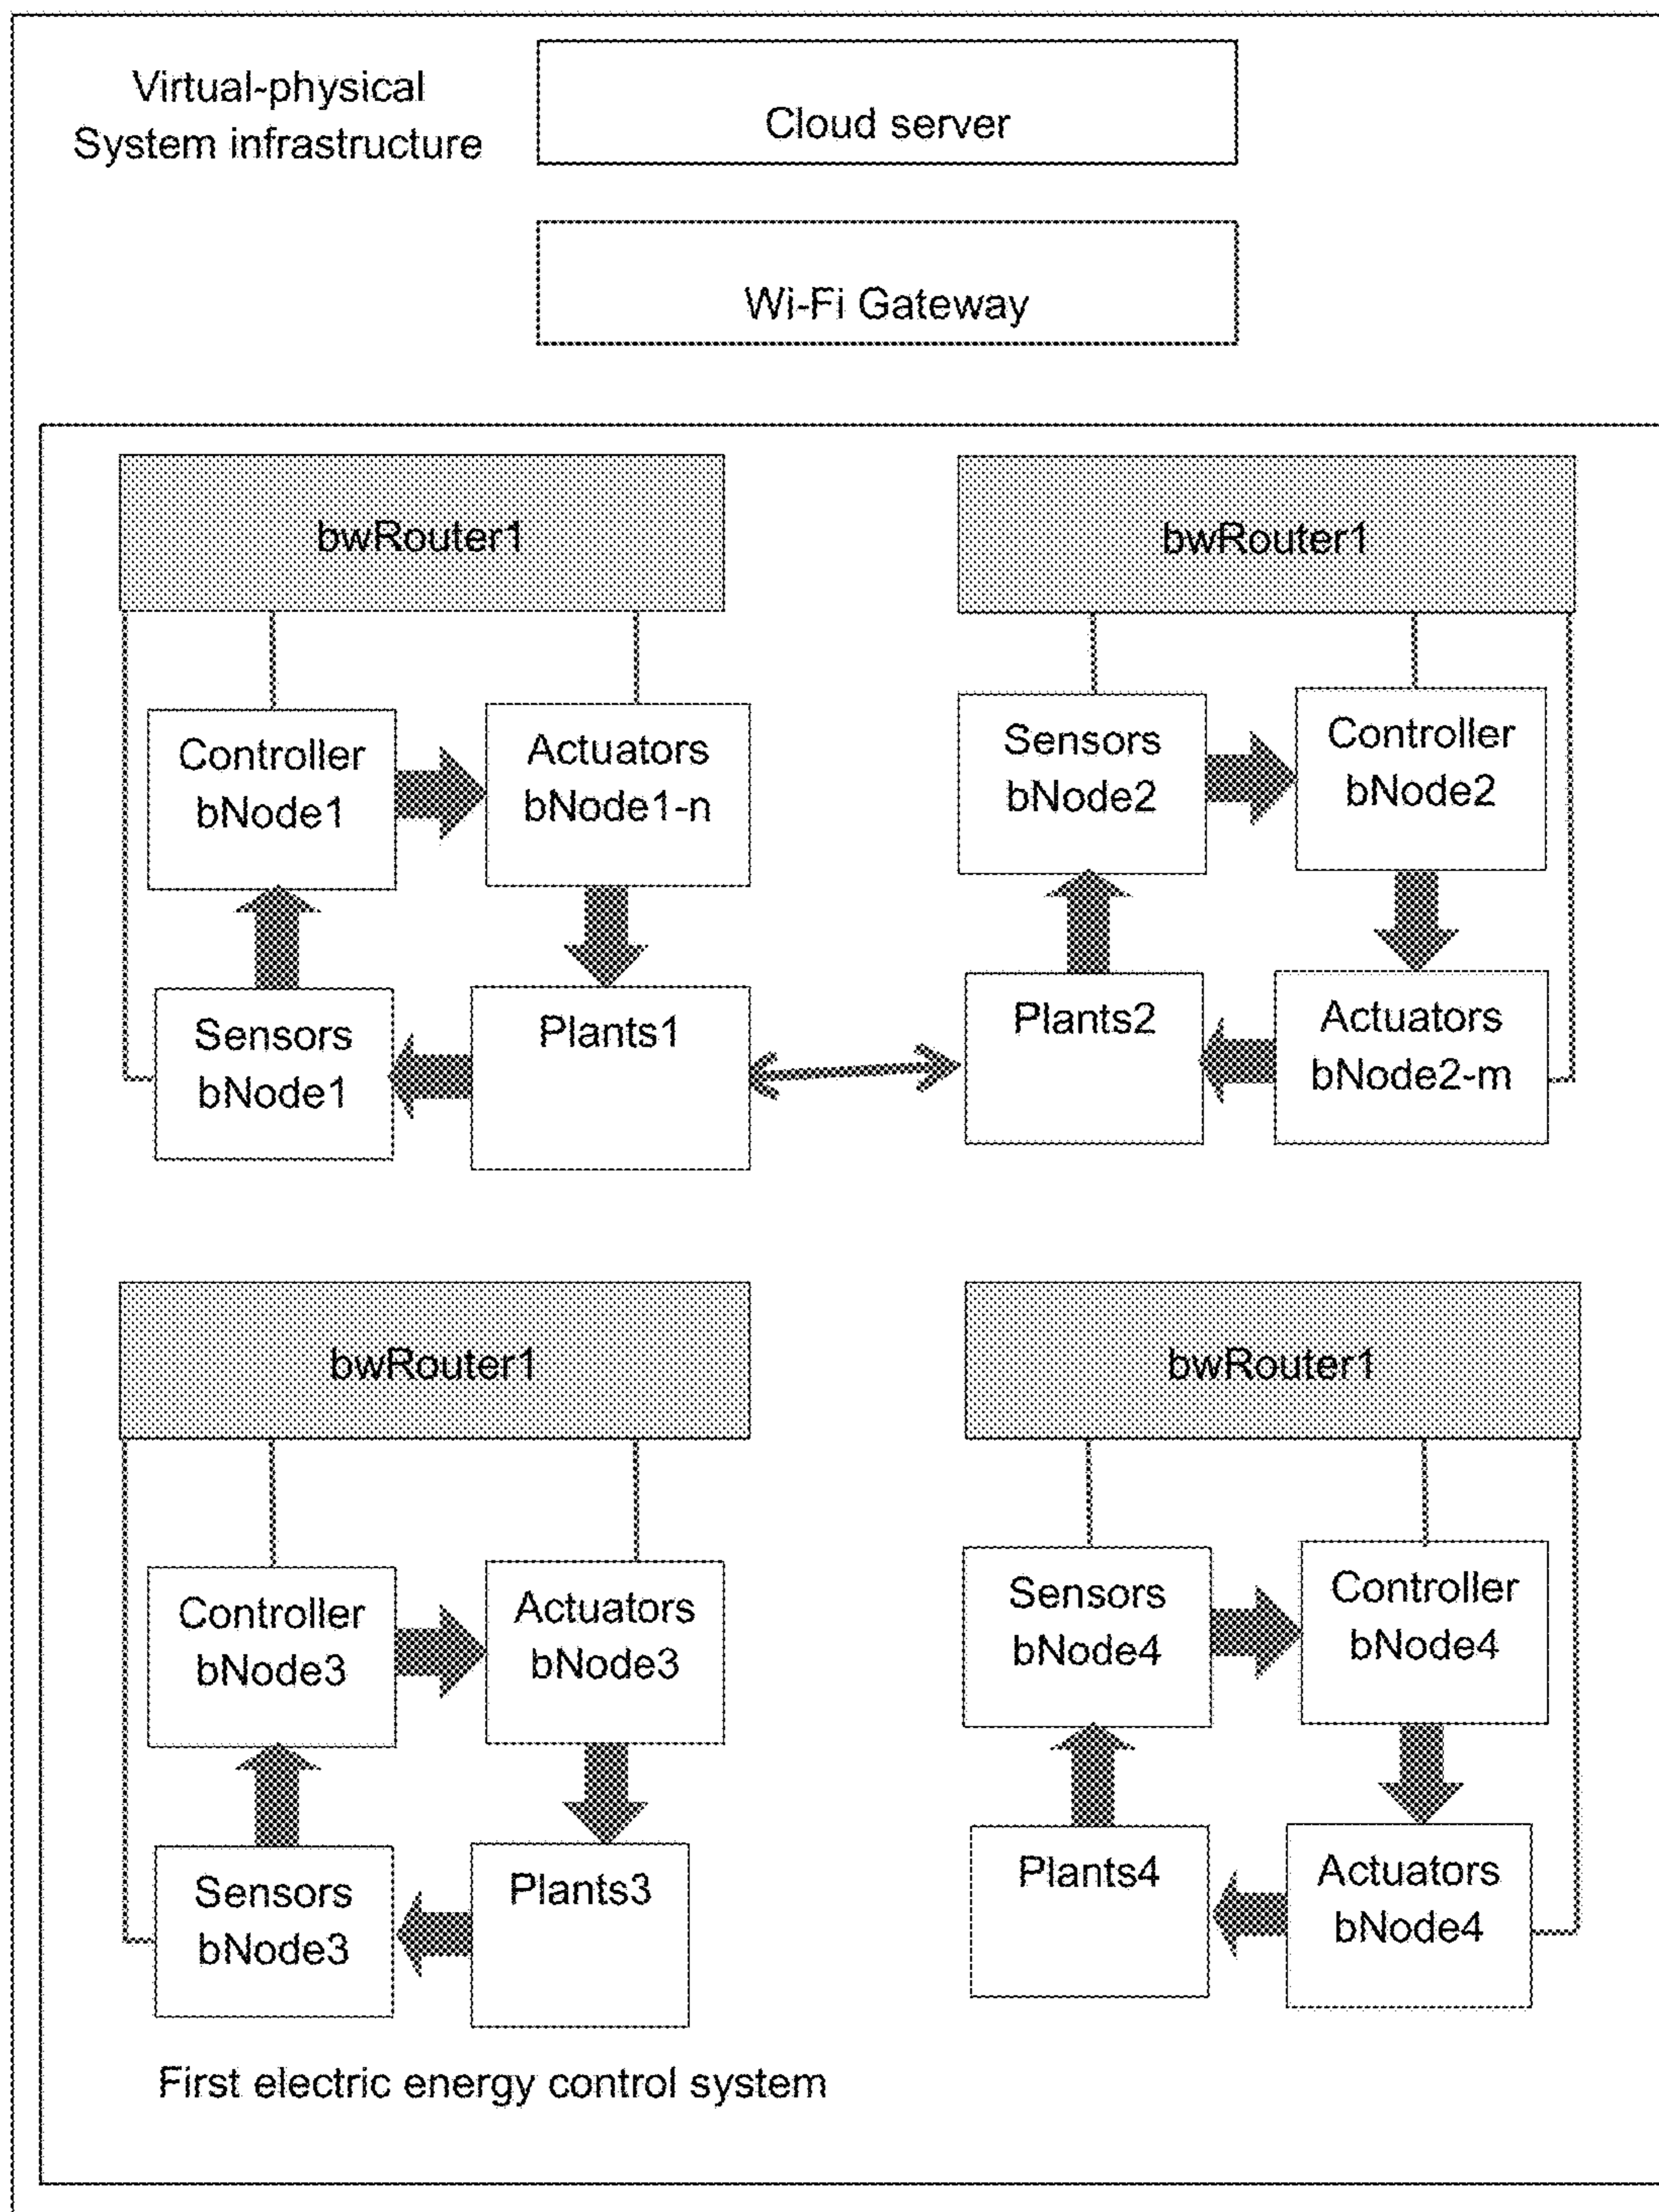 Virtual-physical
System infrastructure
Cloud server
Wi-Fi Gateway
bwRouter1
bwRouter1
Controller
bNode1
Actuators
bNode1-n
Sensors
bNode2
Controller
bNode2
Sensors
bNode1
Plants1
Plants2
Actuators
bNode2-m
bwRouter1
bwRouter1
Controller
bNode3
Actuators
bNode3
Sensors
bNode4
Controller
bNode4
Sensors
bNode3
Plants3
Plants4
Actuators
bNode4
First electric energy control system